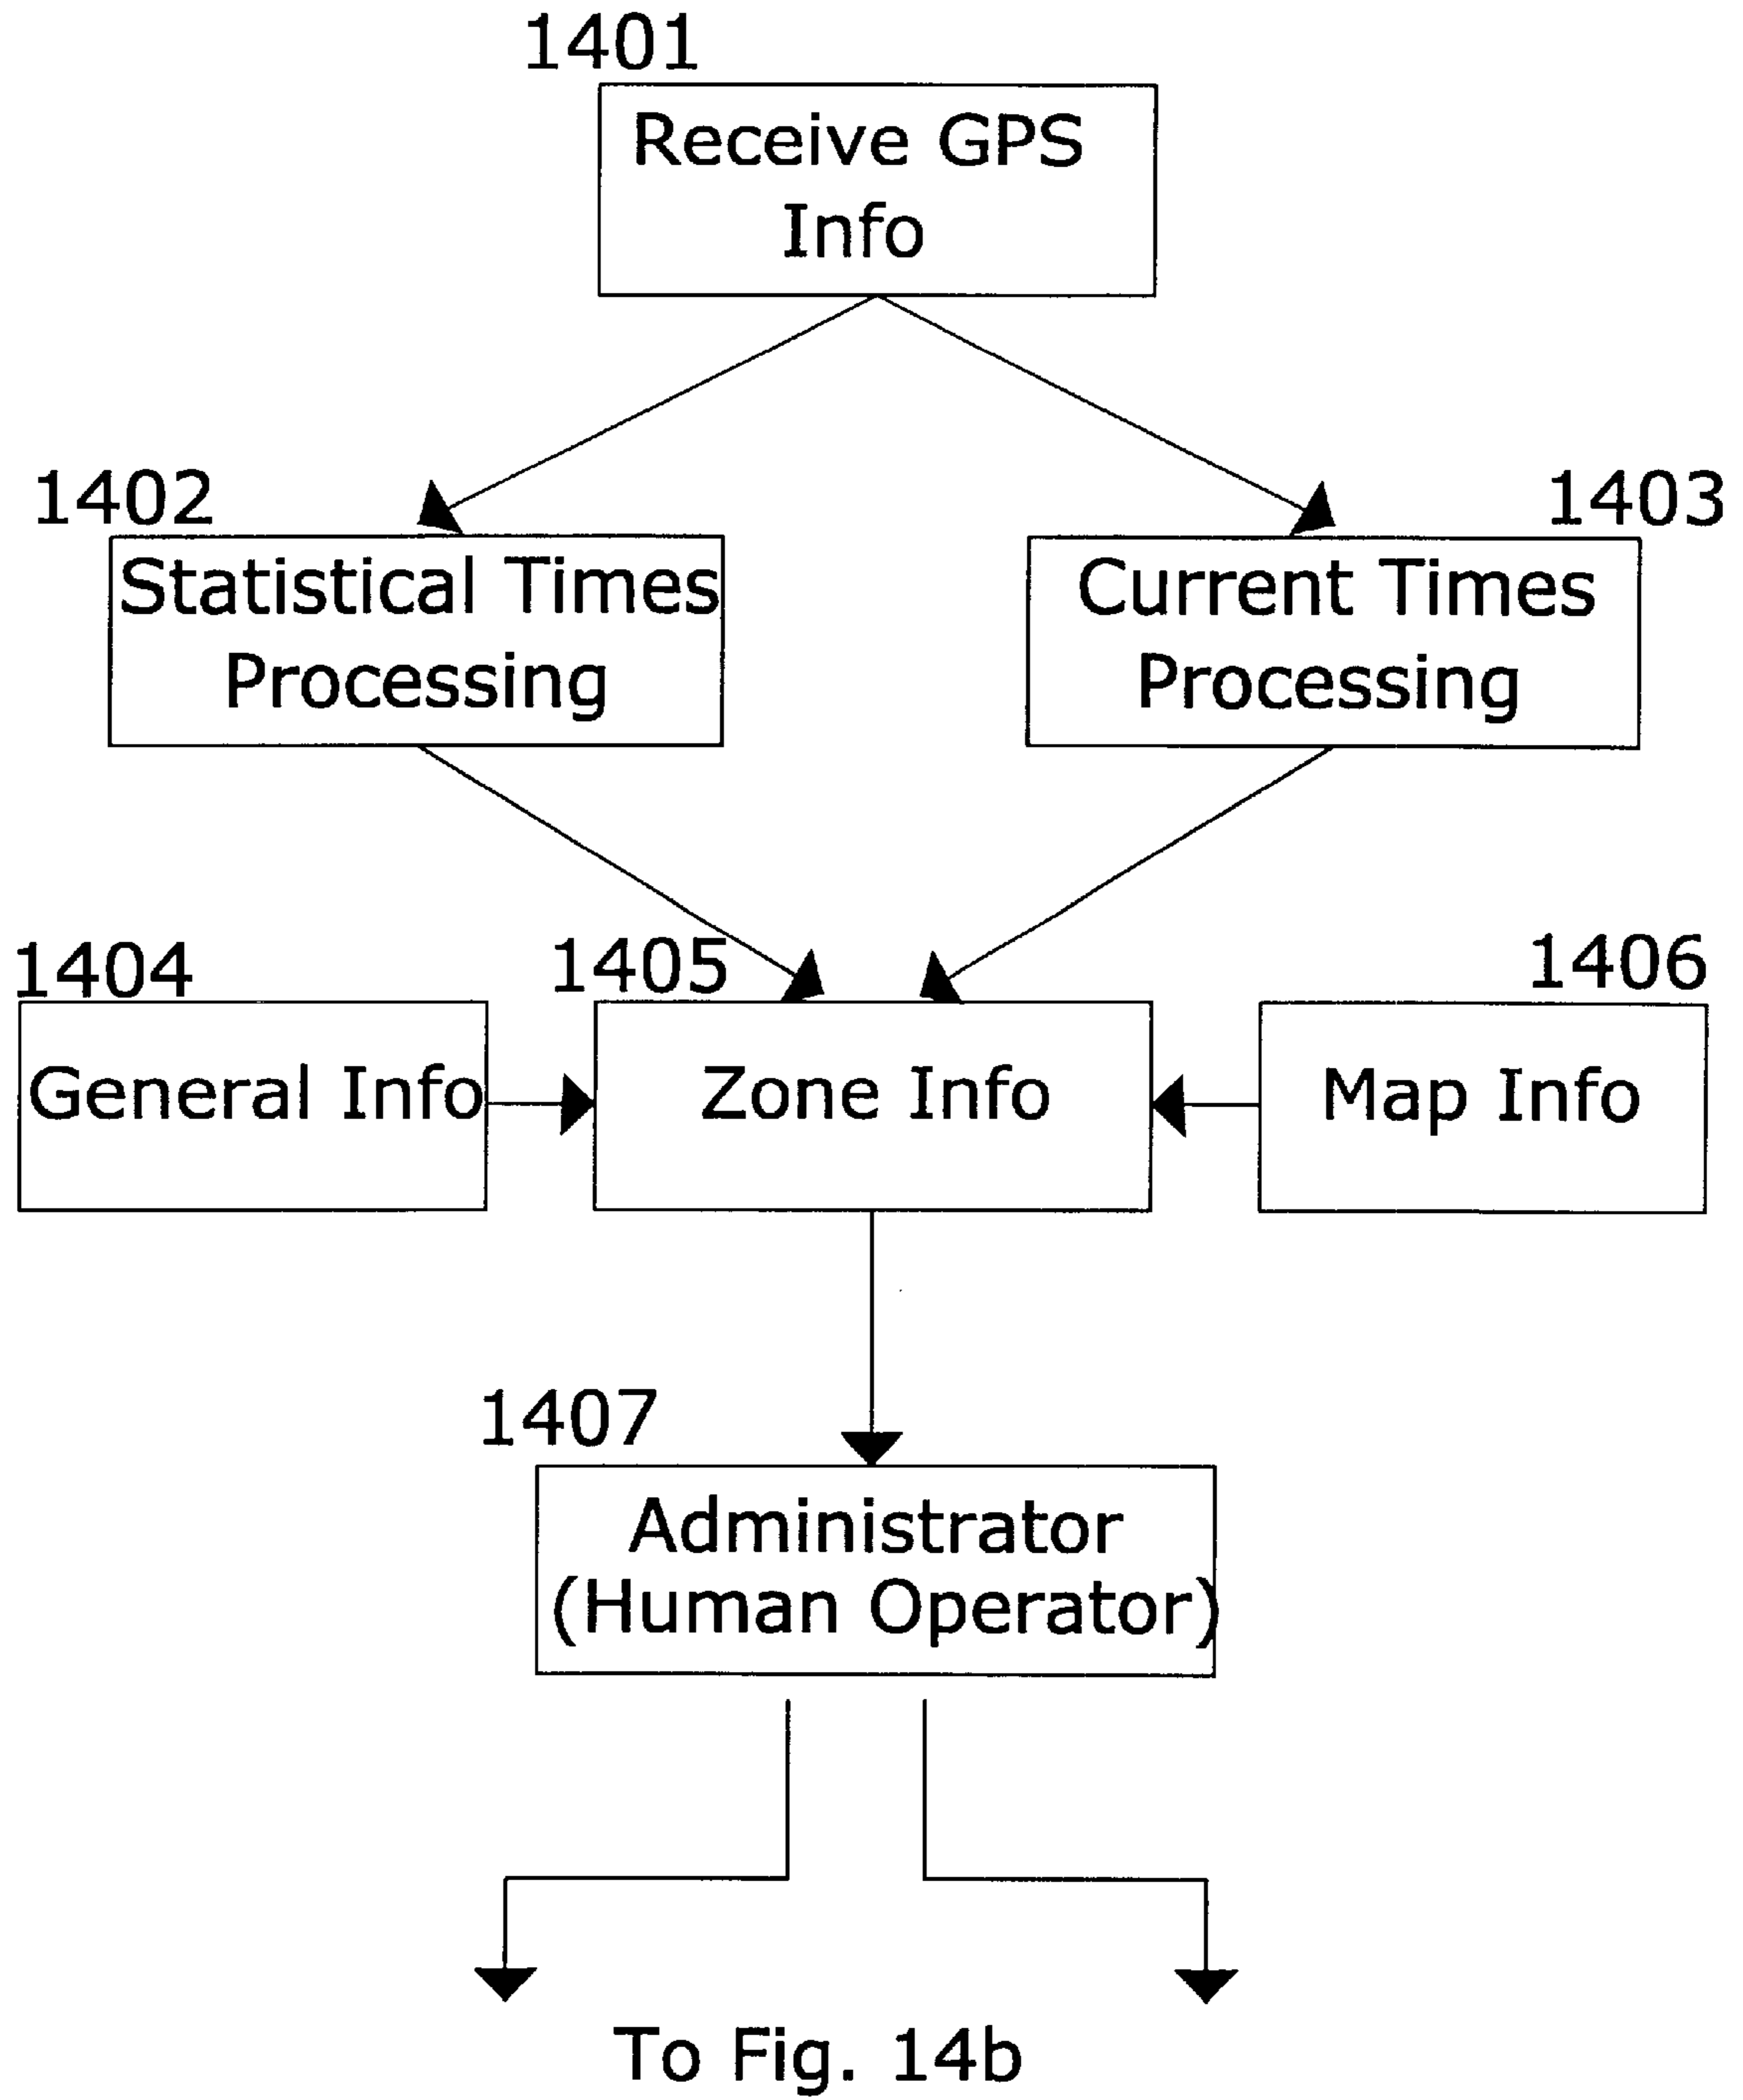 1401
Receive GPS
Info
1402
Statistical Times
Processing
1403
Current Times
Processing
1404
General Info
1405
Zone Info
1406
Map Info
1407
Administrator
(Human Operator)
To Fig. 14b